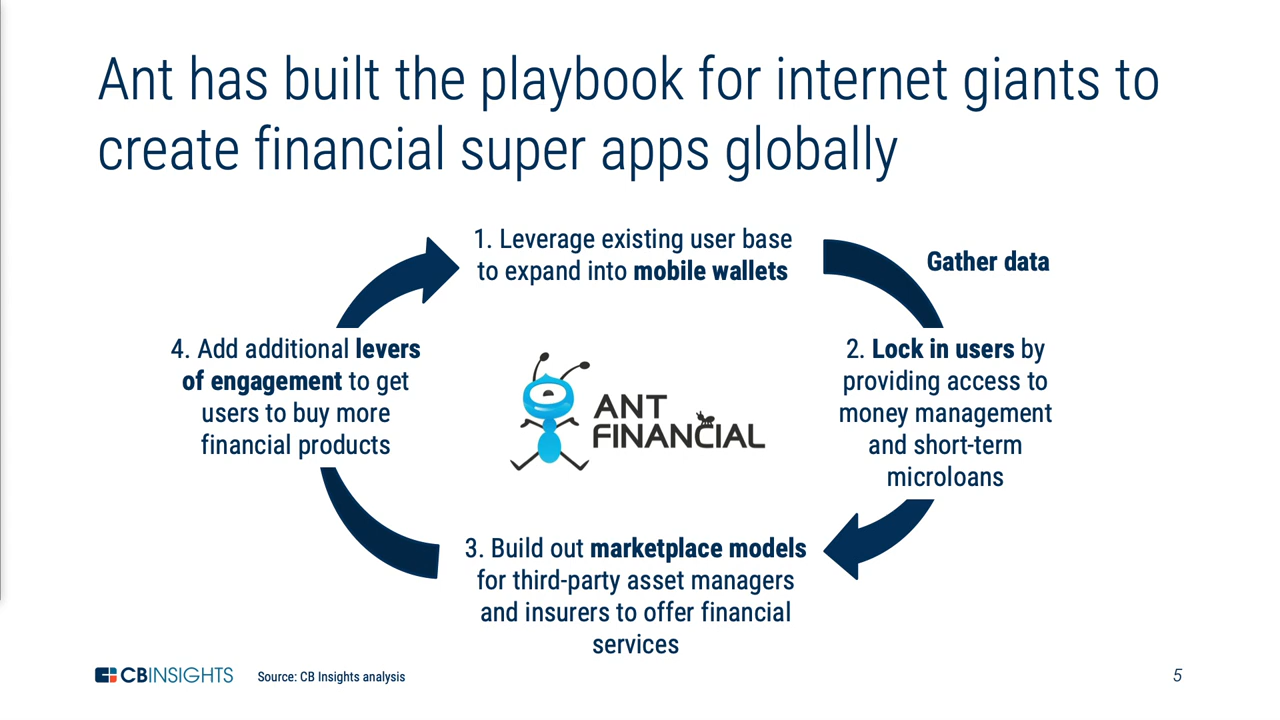 Ant has built the playbook for internet giants to
create financial super apps globally
1. Leverage existing user base
to expand into mobile wallets
Gather data
2. Lock in users by
providing access to
money management
and short-term
microloans
3. Build out marketplace models
for third-party asset managers
and insurers to offer financial
services
4. Add additional levers
of engagement to get
users to buy more
financial products
ANT
FINANCIAL
CBINSIGHTS
Source: CB Insights analysis
5